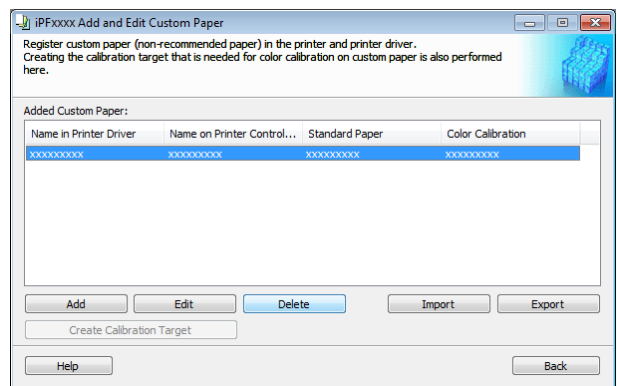 iPFxxxx Add and Edit Custom Paper
Register custom paper (non-recommended paper) in the printer and printer driver.
Creating the calibration target that is needed for color calibration on custom paper is also performed
here.
Added Custom Paper:
Name in Printer Driver Name on Printer Control... Standard Paper Color Calibration
xxxxxxxxx xxxxxxxxx xxxxxxxxx xxxxxxxxx
Add Edit Delete Import Export
Create Calibration Target
Help Back